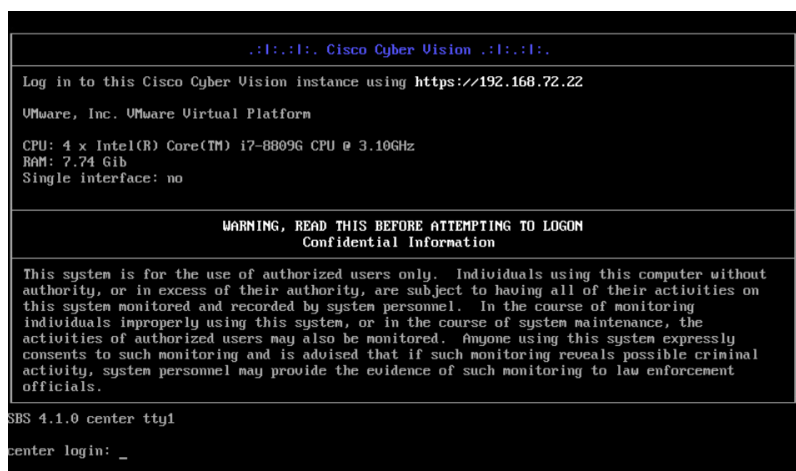 .:|:.:|:. Cisco Cyber Vision .:|:.:|:.
Log in to this Cisco Cyber Vision instance using https://192.168.72.22
VMware, Inc. VMware Virtual Platform
CPU: 4 x Intel(R) Core(TM) i7-8809G CPU @ 3.10GHz
RAM: 7.74 Gib
Single interface: no
WARNING, READ THIS BEFORE ATTEMPTING TO LOGON
Confidential Information
This system is for the use of authorized users only.  Individuals using this computer without
authority, or in excess of their authority, are subject to having all of their activities on
this system monitored and recorded by system personnel.  In the course of monitoring
individuals improperly using this system, or in the course of system maintenance, the
activities of authorized users may also be monitored.  Anyone using this system expressly
consents to such monitoring and is advised that if such monitoring reveals possible criminal
activity, system personnel may provide the evidence of such monitoring to law enforcement
officials.
SBS 4.1.0 center tty1
center login: _